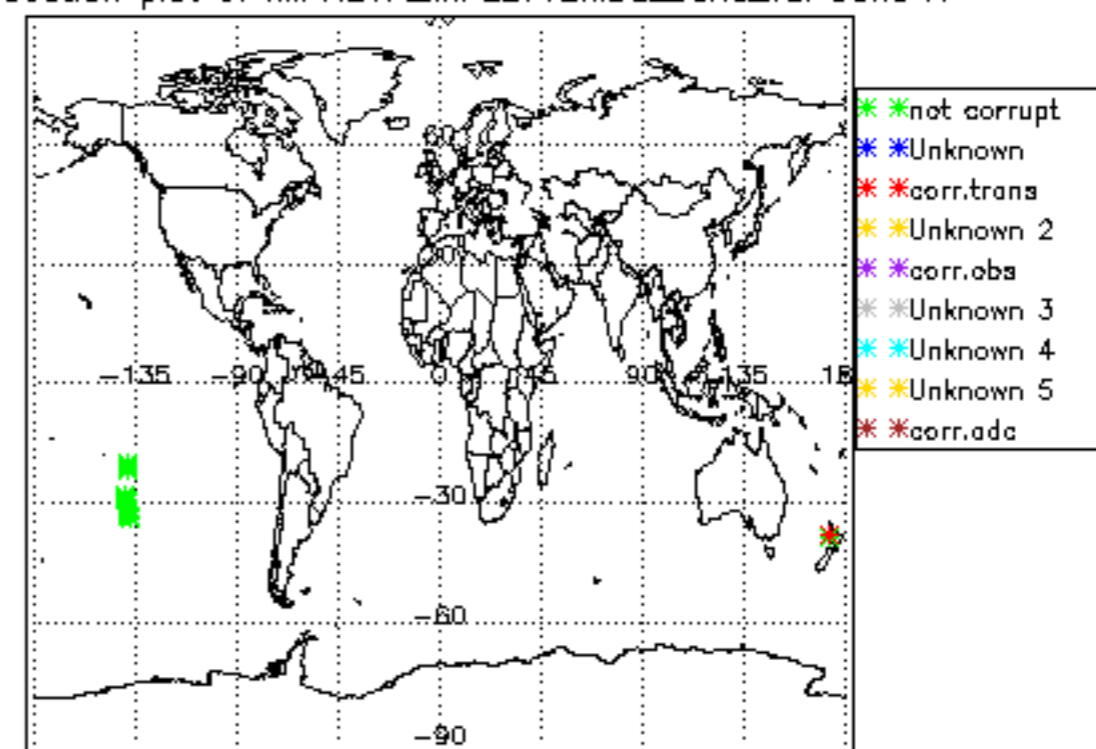 60
not corrupt
Unknown
corr.trans
Unknown 2
corr.obs
Unknown 3
-135 -90 45 0 45 90 135
Unknown 4
Unknown 5
corr.adc
-30
-60
-90